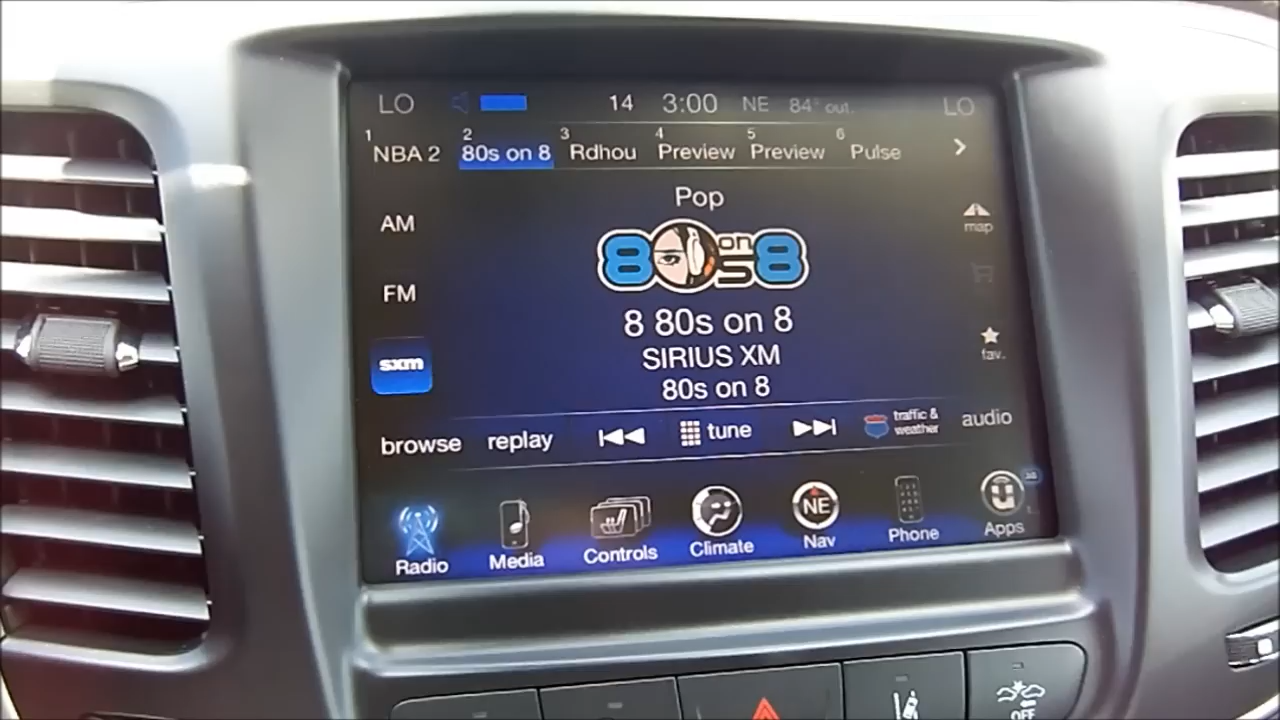 LO 14 3:00 NE 84° out. LO
1 NBA 2 2 80s on 8 3 Rdhou 4 Preview 5 Preview 6 Pulse
Pop
AM
map
80s on 8
FM
8 80s on 8
sxm
SIRIUS XM
fav.
80s on 8
browse replay tune traffic & weather audio
NE
Radio Media Controls Climate Nav Phone Apps
OFF